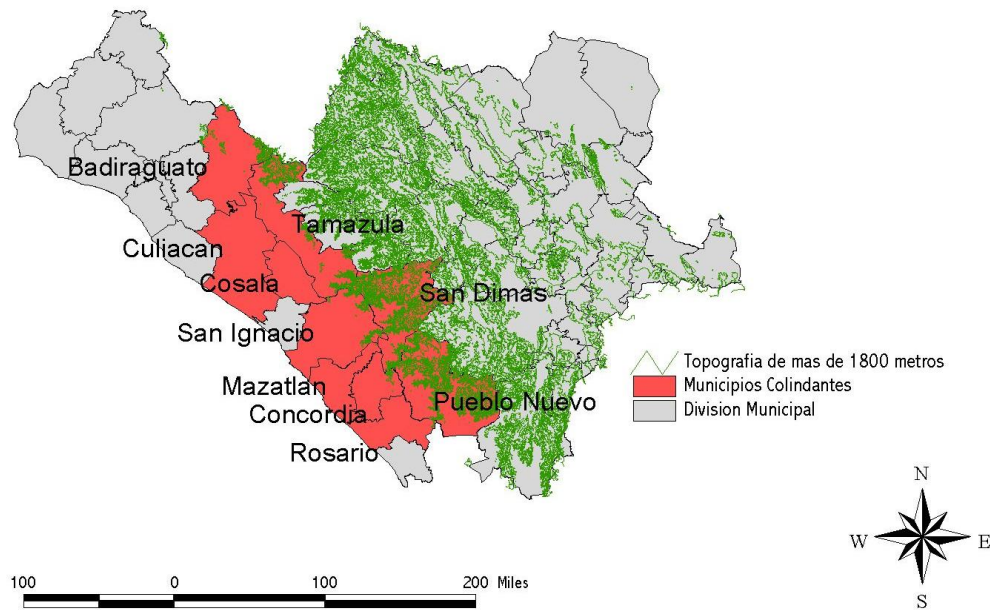 Badiraguato
Tamazula
Culiacan
Cosala
San Dimas
San Ignacio
Mazatlán
Concordia
Pueblo Nuevo
Rosario
Topografia de mas de 1800 metros
Municipios Colindantes
Division Municipal
N
W E
S
100 0 100 200 Miles